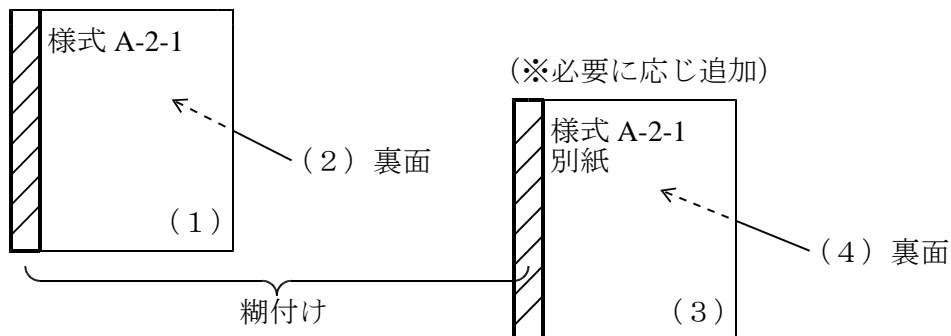 様式 A-2-1
(※必要に応じ追加)
様式 A-2-1
別紙
(２) 裏面
(１)
(４) 裏面
糊付け
(３)